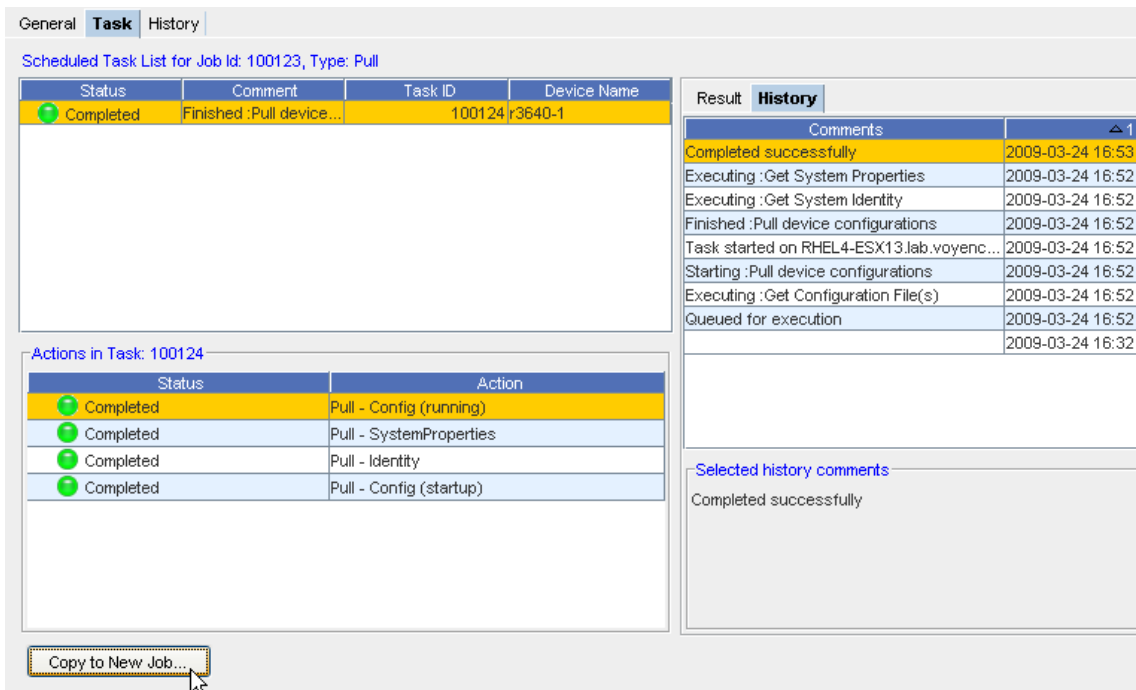 General Task History
Scheduled Task List for Job Id: 100123, Type: Pull
Status Comment Task ID Device Name
Completed Finished :Pull device... 100124 r3640-1
Actions in Task: 100124
Status Action
Completed Pull - Config (running)
Completed Pull - SystemProperties
Completed Pull - Identity
Completed Pull - Config (startup)
Copy to New Job...
Result History
Comments 1
Completed successfully 2009-03-24 16:53
Executing :Get System Properties 2009-03-24 16:52
Executing :Get System Identity 2009-03-24 16:52
Finished :Pull device configurations 2009-03-24 16:52
Task started on RHEL4-ESX13.lab.voyenc... 2009-03-24 16:52
Starting :Pull device configurations 2009-03-24 16:52
Executing :Get Configuration File(s) 2009-03-24 16:52
Queued for execution 2009-03-24 16:52
2009-03-24 16:32
Selected history comments
Completed successfully